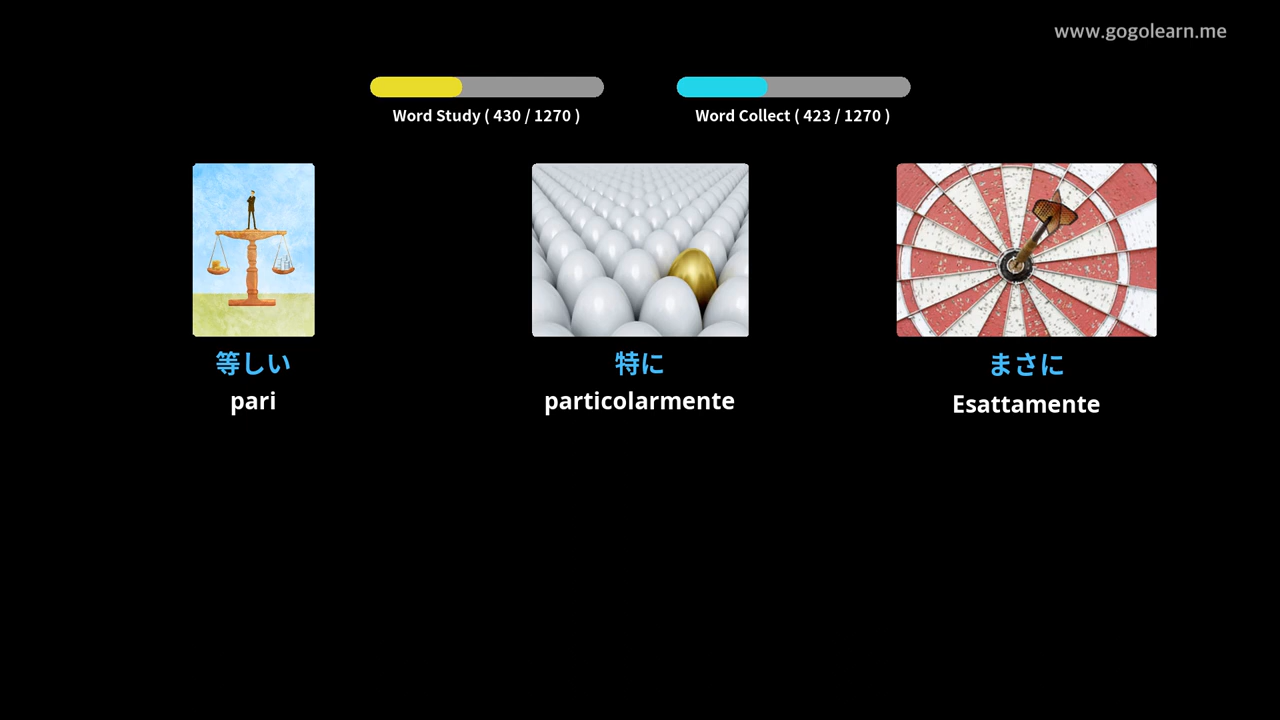 www.gogolearn.me
Word Study ( 430 / 1270 )
Word Collect ( 423 / 1270 )
等しい
pari
特に
particolarmente
まさに
Esattamente